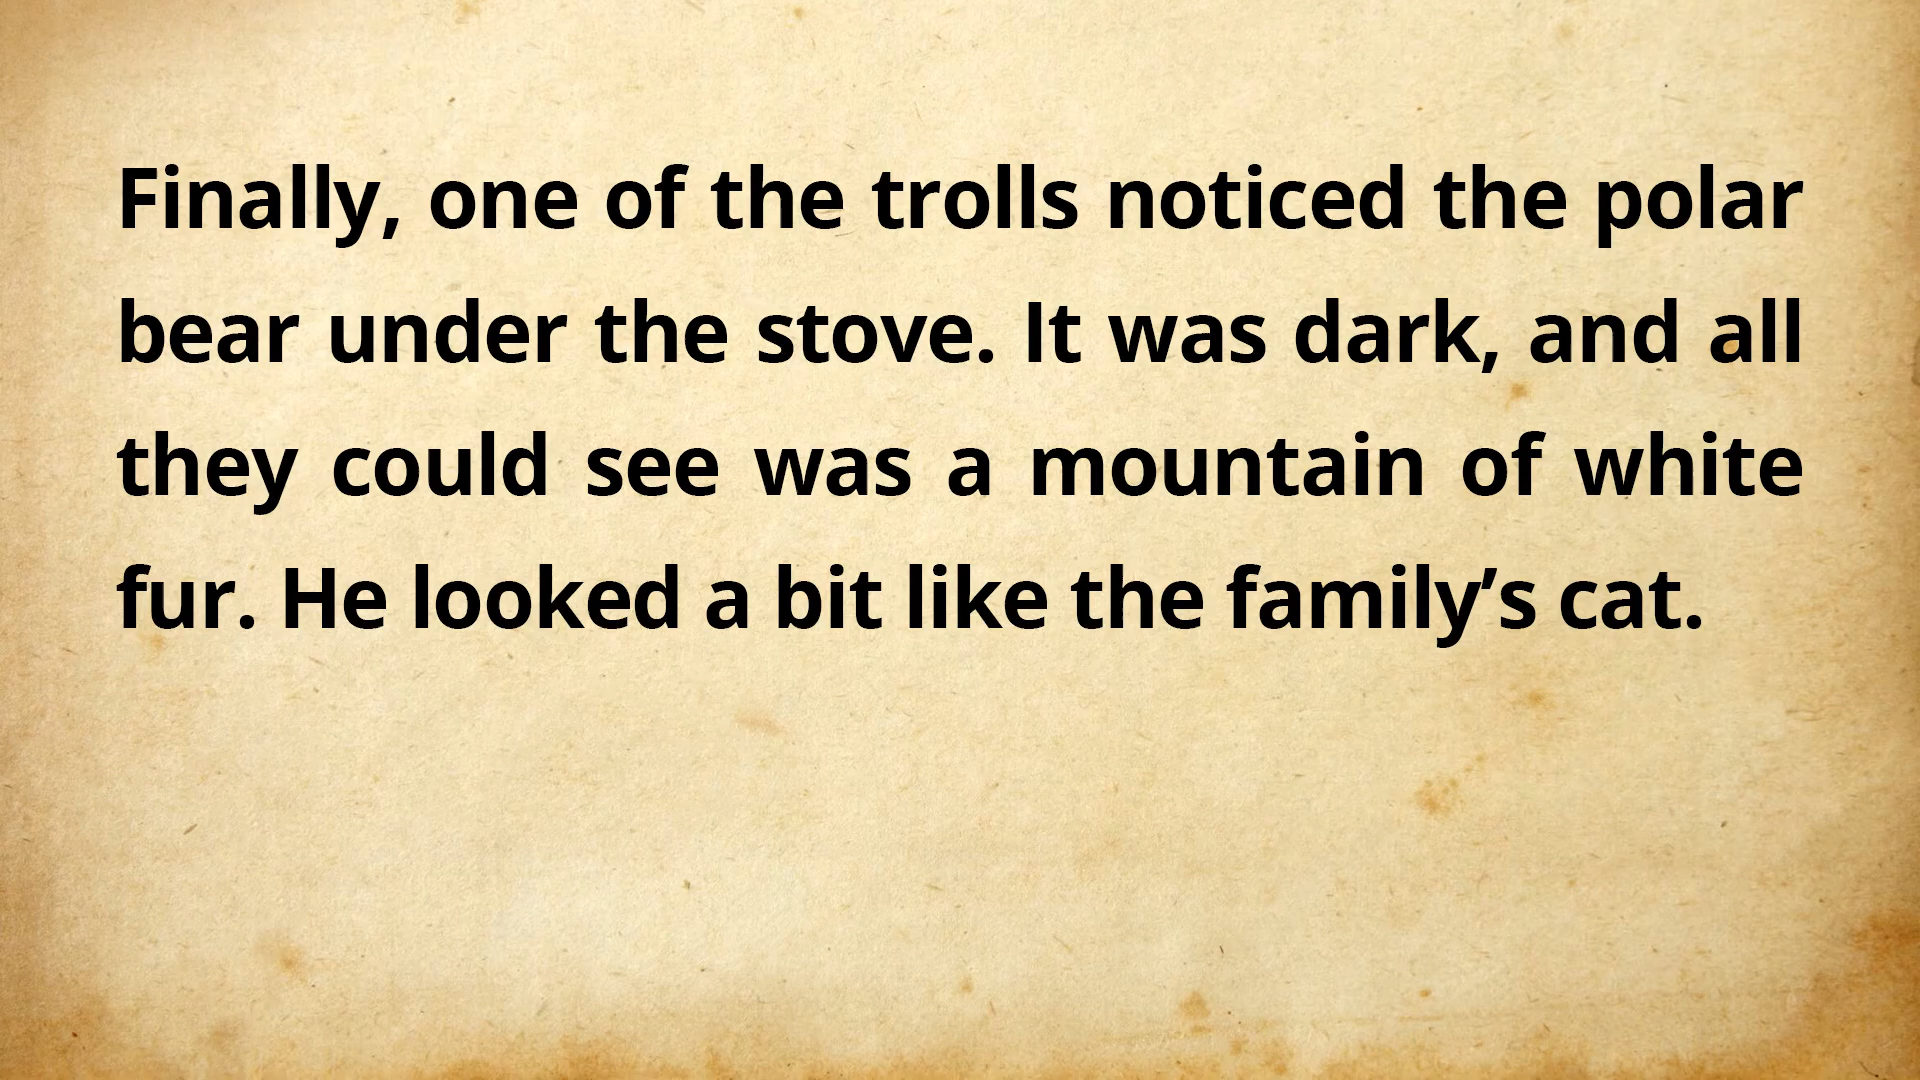 Finally, one of the trolls noticed the polar
bear under the stove. It was dark, and all
they could see was a mountain of white
fur. He looked a bit like the family’s cat.